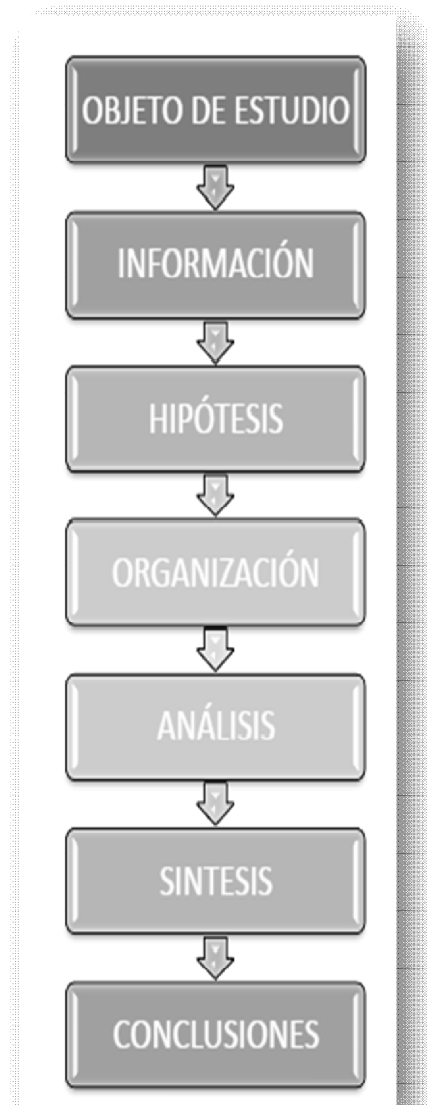 OBJETO DE ESTUDIO
INFORMACIÓN
HIPÓTESIS
ORGANIZACIÓN
ANÁLISIS
SINTESIS
CONCLUSIONES